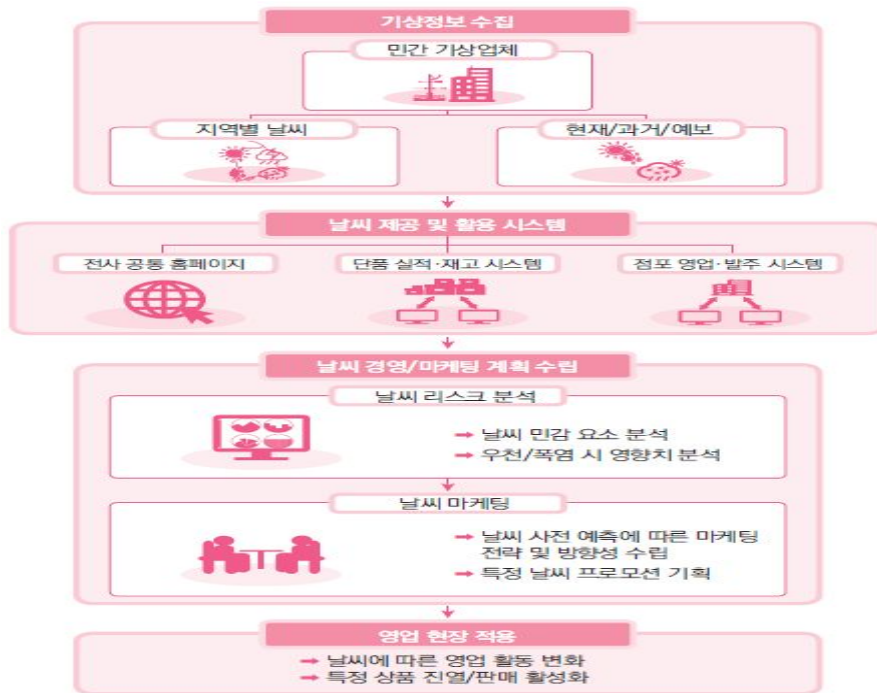 기상정보 수집
민간 기상업체
지역별 날씨
현재/과거/예보
날씨 제공 및 활용 시스템
전사 공통 홈페이지
단품 실적·재고 시스템
점포 영업·발주 시스템
날씨 경영/마케팅 계획 수립
날씨 리스크 분석
→ 날씨 민감 요소 분석
→ 우천/폭염 시 영향치 분석
날씨 마케팅
→ 날씨 사전 예측에 따른 마케팅
전략 및 방향성 수립
→ 특정 날씨 프로모션 기획
영업 현장 적용
→ 날씨에 따른 영업 활동 변화
→ 특정 상품 진열/판매 활성화